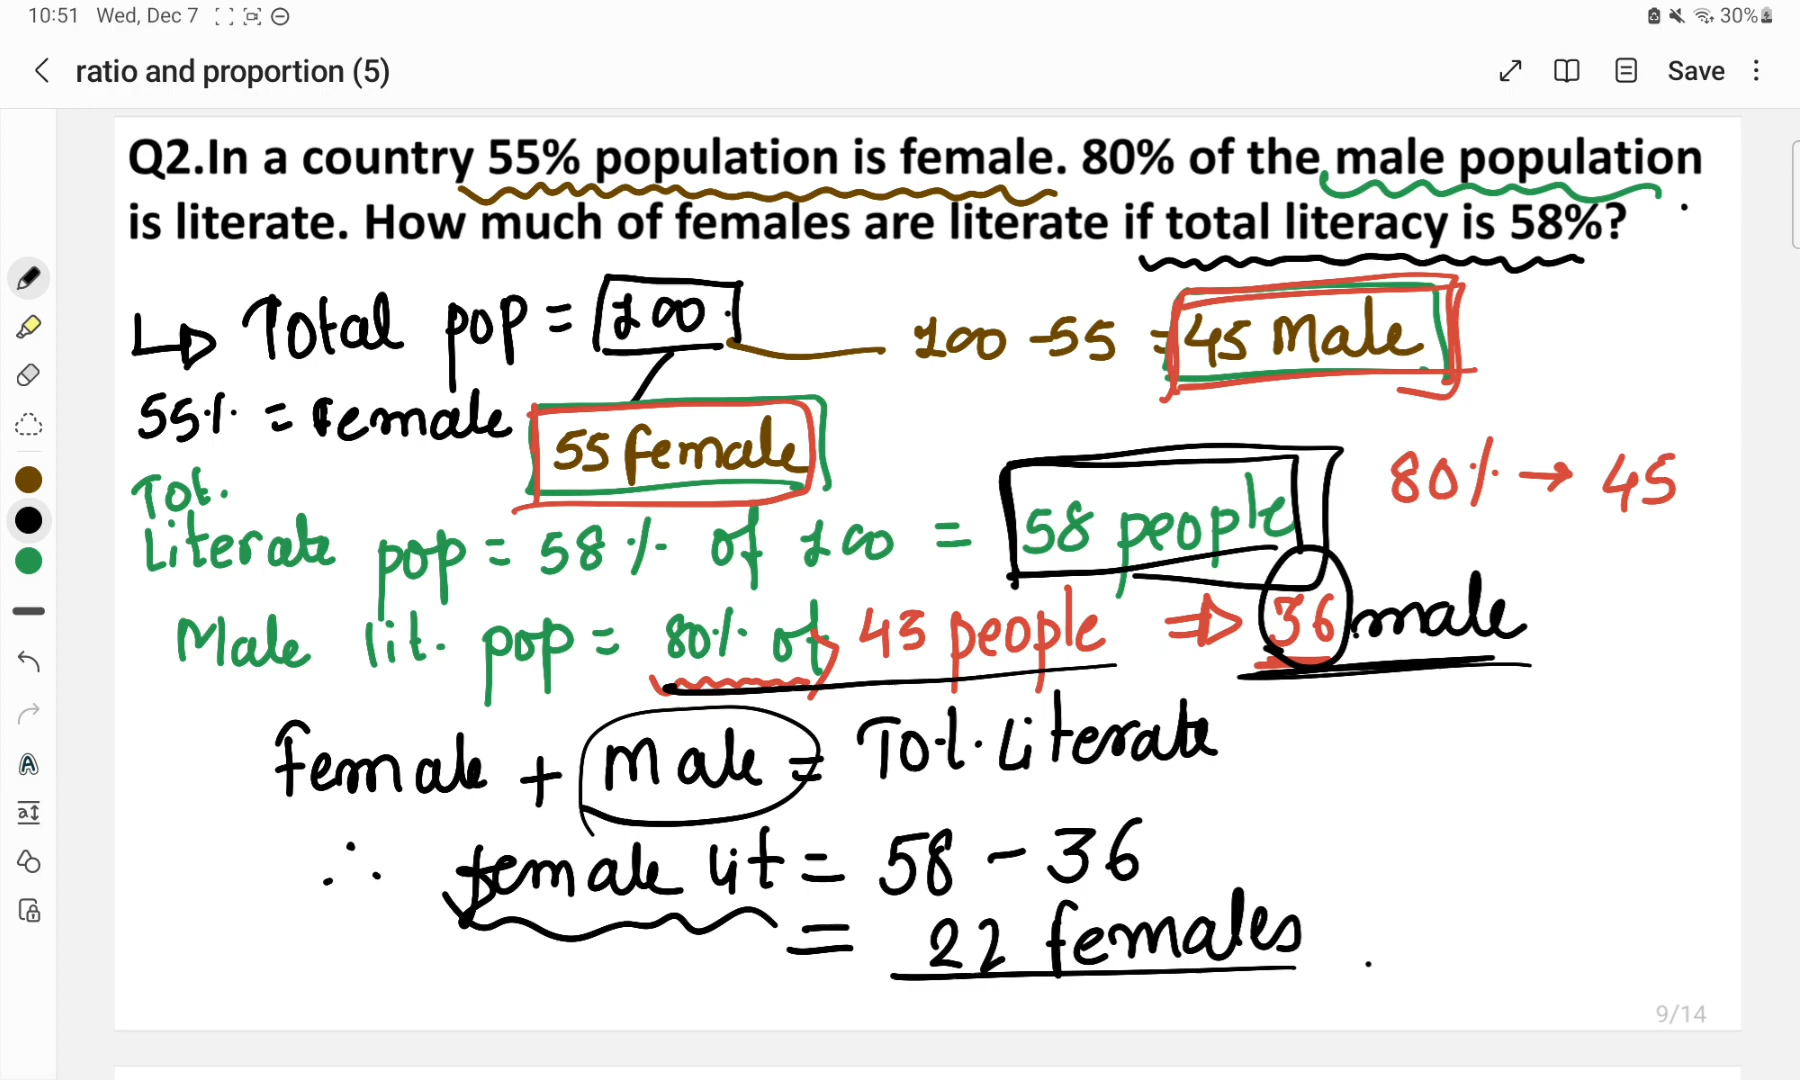 10:51 Wed, Dec 7 30%
ratio and proportion (5) Save
Q2.In a country 55% population is female. 80% of the male population
is literate. How much of females are literate if total literacy is 58%?
Total pop = 100 100 - 55 = 45 Male
55% = Female 55 female
80% → 45
Tot.
Literate pop = 58% of 100 = 58 people
Male lit. pop = 80% of 45 people ⇒ 36 male
female + Male = Tot. Literate
∴ female lit = 58 - 36
= 22 females
9/14